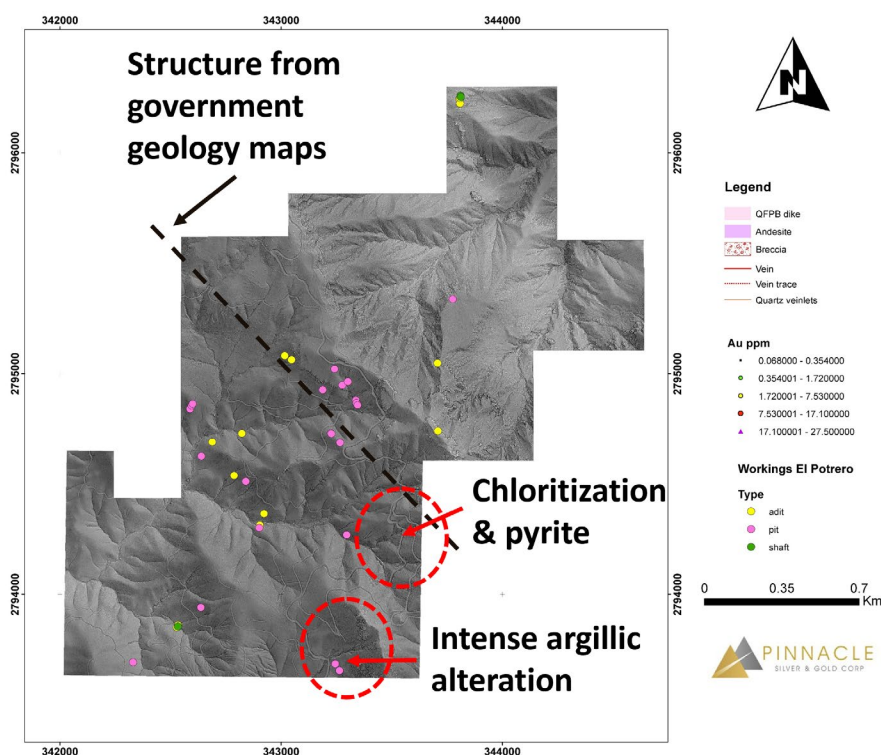 342000
343000
344000
Structure from
government
geology maps
2796000
2796000
2795000
2795000
2794000
2794000
Chloritization
& pyrite
Intense argillic
alteration
342000
343000
344000
N
Legend
QFPB dike
Andesite
Breccia
Vein
Vein trace
Quartz veinlets
Au ppm
0.068000 - 0.354000
0.354001 - 1.720000
1.720001 - 7.530000
7.530001 - 17.100000
17.100001 - 27.500000
Workings El Potrero
Type
adit
pit
shaft
0 0.35 0.7
Km
PINNACLE
SILVER & GOLD CORP